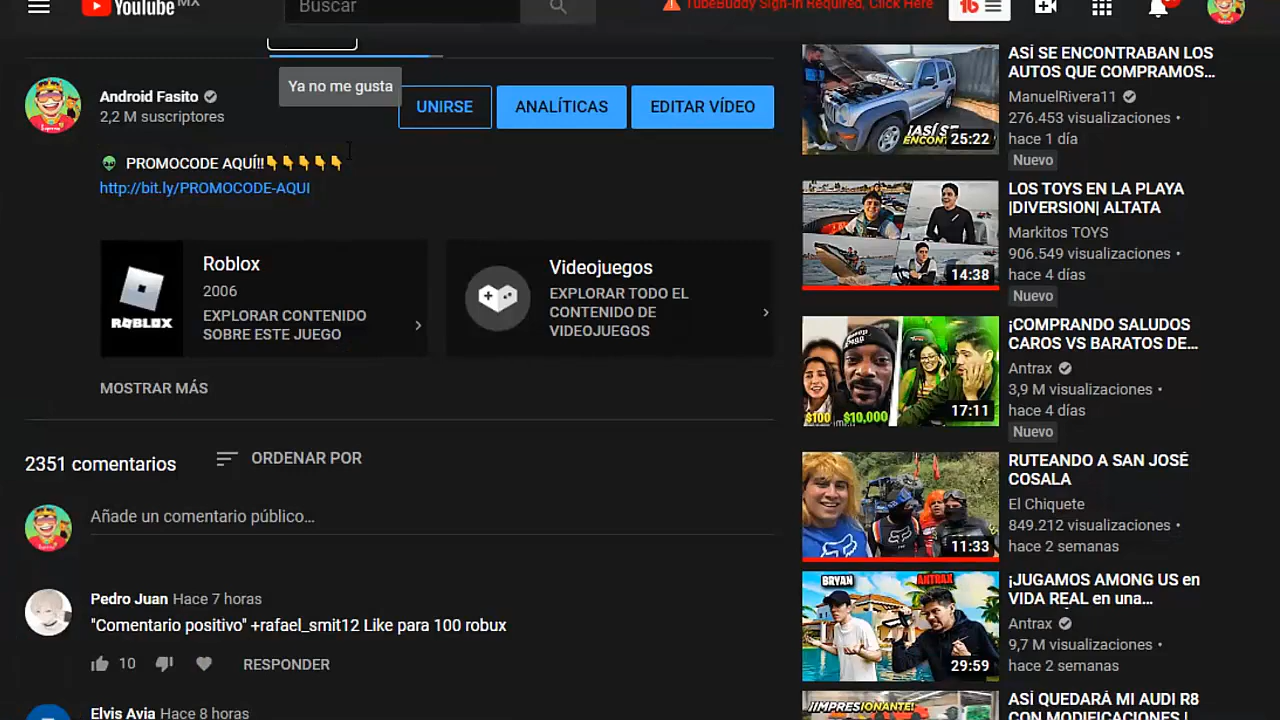 YouTube MX
Buscar
TubeBuddy Sign-In Required, Click Here
Ya no me gusta
Android Fasito
2,2 M suscriptores
UNIRSE
ANALÍTICAS
EDITAR VÍDEO
PROMOCODE AQUÍ!!
http://bit.ly/PROMOCODE-AQUI
ROBLOX
Roblox
2006
EXPLORAR CONTENIDO
SOBRE ESTE JUEGO
Videojuegos
EXPLORAR TODO EL
CONTENIDO DE
VIDEOJUEGOS
MOSTRAR MÁS
2351 comentarios
ORDENAR POR
Añade un comentario público...
Pedro Juan Hace 7 horas
"Comentario positivo" +rafael_smit12 Like para 100 robux
10
RESPONDER
Elvis Avia Hace 8 horas
¡ASÍ SE
ENCONT
25:22
ASÍ SE ENCONTRABAN LOS
AUTOS QUE COMPRAMOS...
ManuelRivera11
276.453 visualizaciones •
hace 1 día
Nuevo
14:38
LOS TOYS EN LA PLAYA
|DIVERSION| ALTATA
Markitos TOYS
906.549 visualizaciones •
hace 4 días
Nuevo
$100
$10,000
17:11
¡COMPRANDO SALUDOS
CAROS VS BARATOS DE...
Antrax
3,9 M visualizaciones •
hace 4 días
Nuevo
FOX
11:33
RUTEANDO A SAN JOSÉ
COSALA
El Chiquete
849.212 visualizaciones •
hace 2 semanas
BRYAN
ANTRAX
29:59
¡JUGAMOS AMONG US en
VIDA REAL en una...
Antrax
9,7 M visualizaciones •
hace 2 semanas
¡¡IMPRESIONANTE!
ASÍ QUEDARÁ MI AUDI R8
CON MODIFICACIONES |